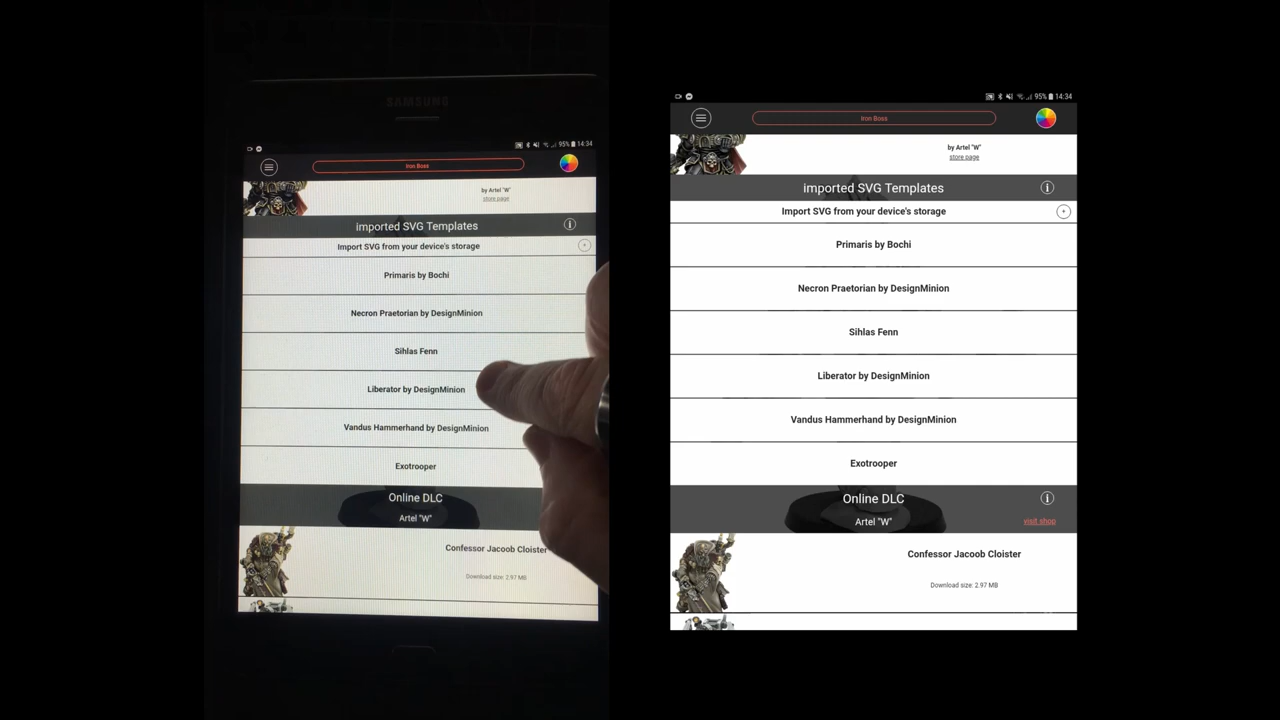 SAMSUNG
95% 14:34
Iron Boss
by Artel "W"
store page
imported SVG Templates
Import SVG from your device's storage
Primaris by Bochi
Necron Praetorian by DesignMinion
Sihlas Fenn
Liberator by DesignMinion
Vandus Hammerhand by DesignMinion
Exotrooper
Online DLC
Artel "W"
Confessor Jacoob Cloister
Download size: 2.97 MB
95% 14:34
Iron Boss
by Artel "W"
store page
imported SVG Templates
Import SVG from your device's storage
Primaris by Bochi
Necron Praetorian by DesignMinion
Sihlas Fenn
Liberator by DesignMinion
Vandus Hammerhand by DesignMinion
Exotrooper
Online DLC
Artel "W"
visit shop
Confessor Jacoob Cloister
Download size: 2.97 MB